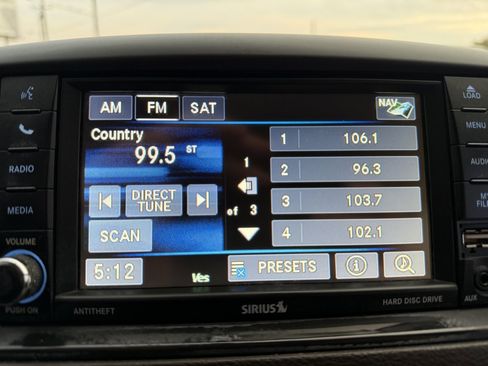 AM FM SAT NAV
LOAD
MENU
Country
1 106.1
99.5 ST
1
2 96.3
AUDIO
RADIO
DIRECT
TUNE
of 3
3 103.7
MEDIA
SCAN
4 102.1
VOLUME
5:12
Ves
PRESETS
PUSH ON
ANTITHEFT
SIRIUS
HARD DISC DRIVE
AUX